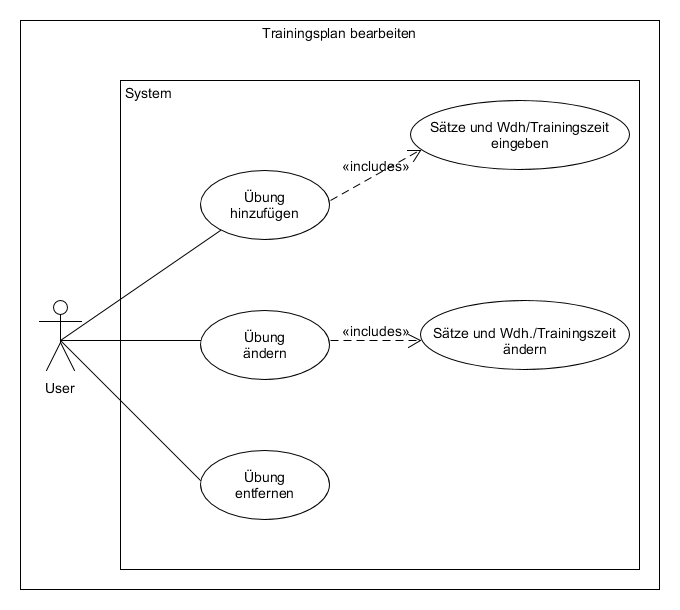 Trainingsplan bearbeiten
System
Sätze und Wdh/Trainingszeit
eingeben
«includes»
Übung
hinzufügen
«includes»
Sätze und Wdh./Trainingszeit
ändern
Übung
ändern
User
Übung
entfernen